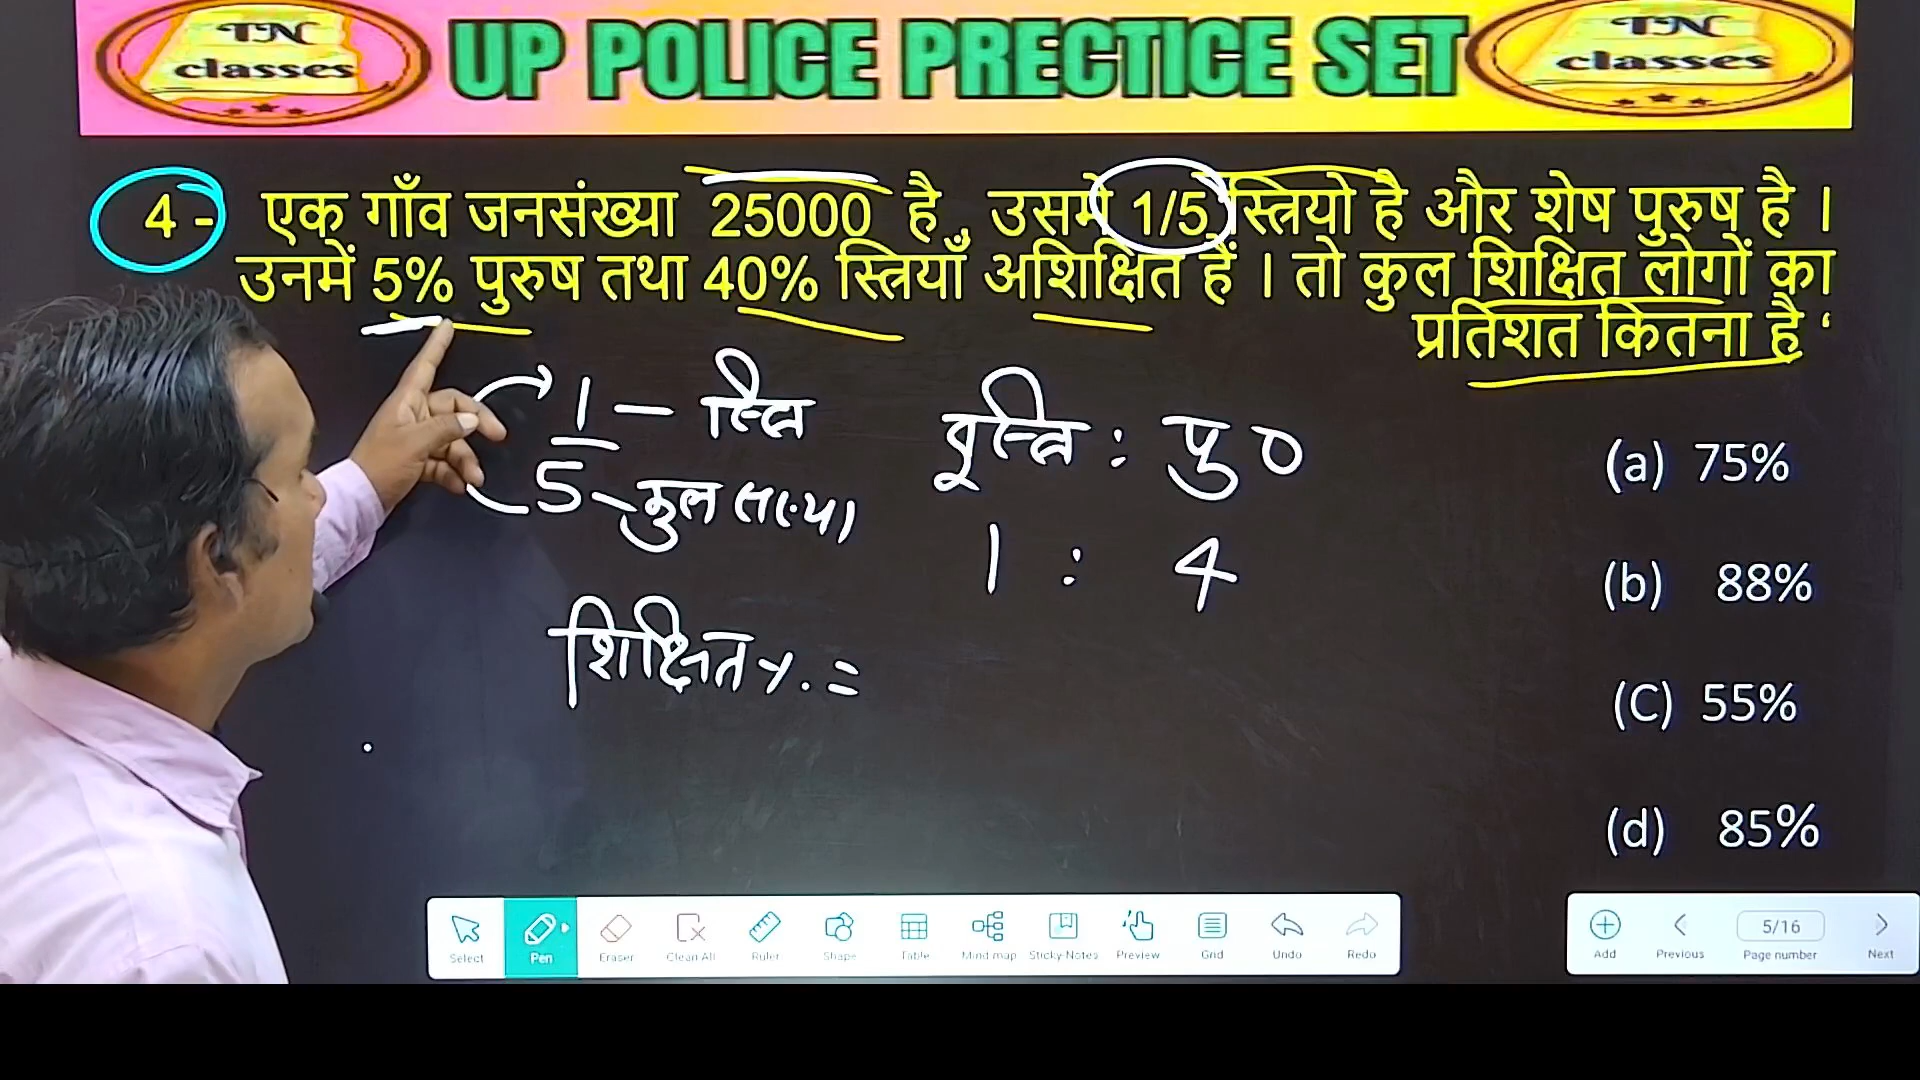 TN
classes
UP POLICE PRECTICE SET
TN
classes
4 - एक गाँव जनसंख्या 25000 है , उसमे 1/5 स्त्रियो है और शेष पुरुष है ।
उनमें 5% पुरुष तथा 40% स्त्रियाँ अशिक्षित हैं । तो कुल शिक्षित लोगों का
प्रतिशत कितना है ‘
1 — स्त्रि
5 - कुल
: पु०
1 : 4
शिक्षित % =
(a) 75%
(b) 88%
(C) 55%
(d) 85%
Select
Pen
Eraser
Clean All
Ruler
Shape
Table
Mind map
Sticky Notes
Preview
Grid
Undo
Redo
Add
Previous
5/16
Page number
Next